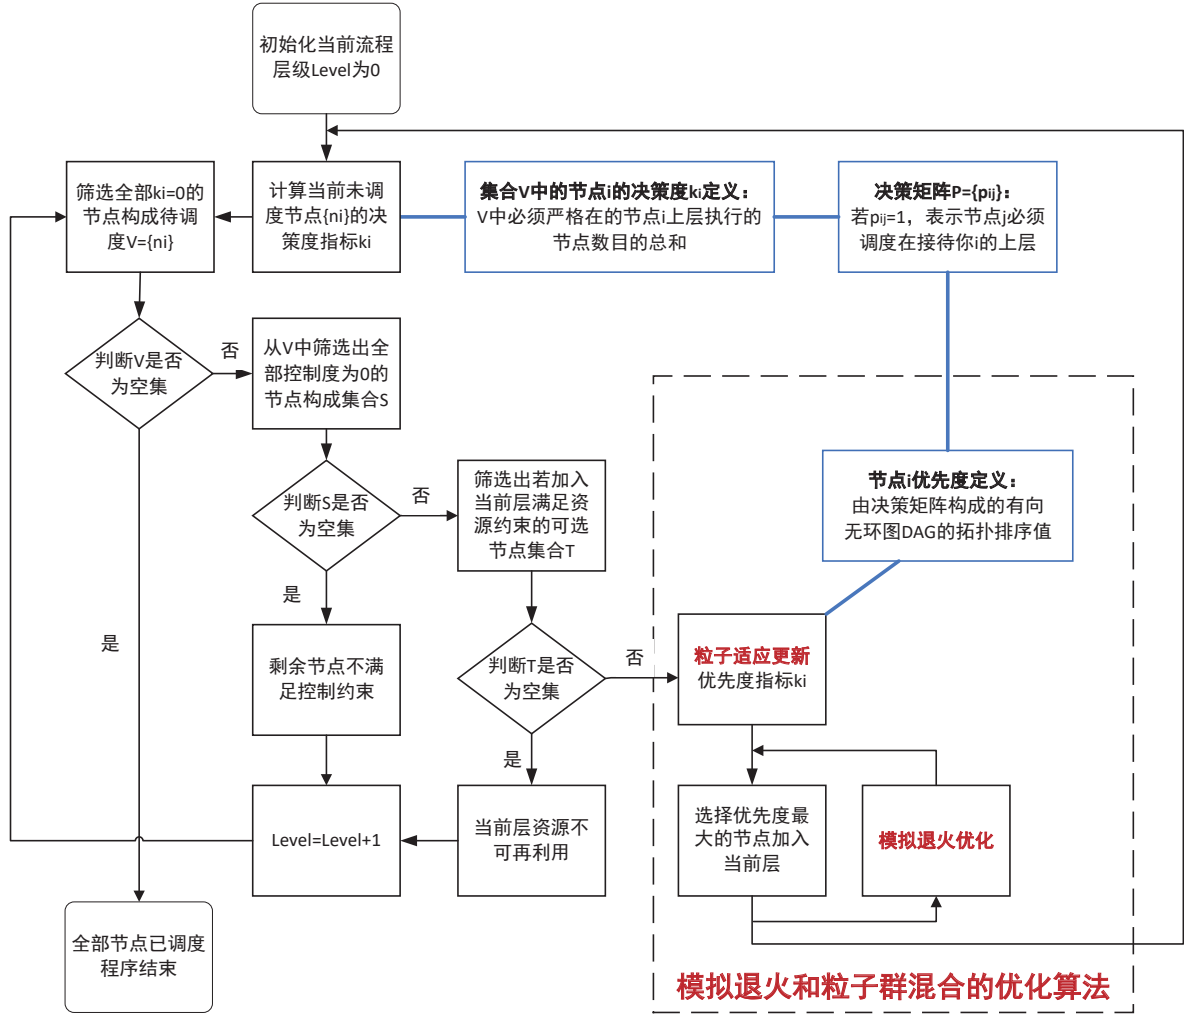 初始化当前流程
层级Level为0
筛选全部ki=0的
节点构成待调
度V={ni}
计算当前未调
度节点{ni}的决
策度指标ki
集合V中的节点i的决策度ki定义：
V中必须严格在的节点i上层执行的
节点数目的总和
决策矩阵P={pij}：
若pij=1，表示节点j必须
调度在接待你i的上层
判断V是否
为空集
否
从V中筛选出全
部控制度为0的
节点构成集合S
判断S是否
为空集
否
筛选出若加入
当前层满足资
源约束的可选
节点集合T
节点i优先度定义：
由决策矩阵构成的有向
无环图DAG的拓扑排序值
是
是
剩余节点不满
足控制约束
判断T是否
为空集
否
粒子适应更新
优先度指标ki
是
Level=Level+1
当前层资源不
可再利用
选择优先度最
大的节点加入
当前层
模拟退火优化
全部节点已调度
程序结束
模拟退火和粒子群混合的优化算法